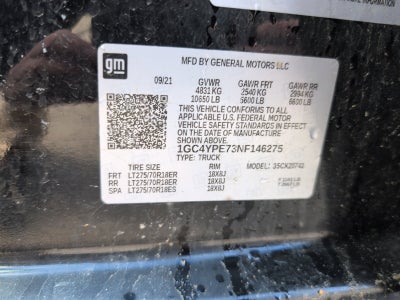 INFORMATION
gm
MFD BY GENERAL MOTORS LLC
09/21 GVWR GAWR FRT GAWR RR
4831 KG 2540 KG 2994 KG
10650 LB 5600 LB 6600 LB
THIS VEHICLE CONFORMS TO ALL
APPLICABLE U.S. FEDERAL MOTOR
VEHICLE SAFETY STANDARDS IN EFFECT
ON THE DATE OF MANUFACTURE SHOWN ABOVE.
1GC4YPE73NF146275
TYPE: TRUCK
TIRE SIZE RIM
FRT LT275/70R18ER 18X8J
RR LT275/70R18ER 18X8J
SPA LT275/70R18ES 18X8J